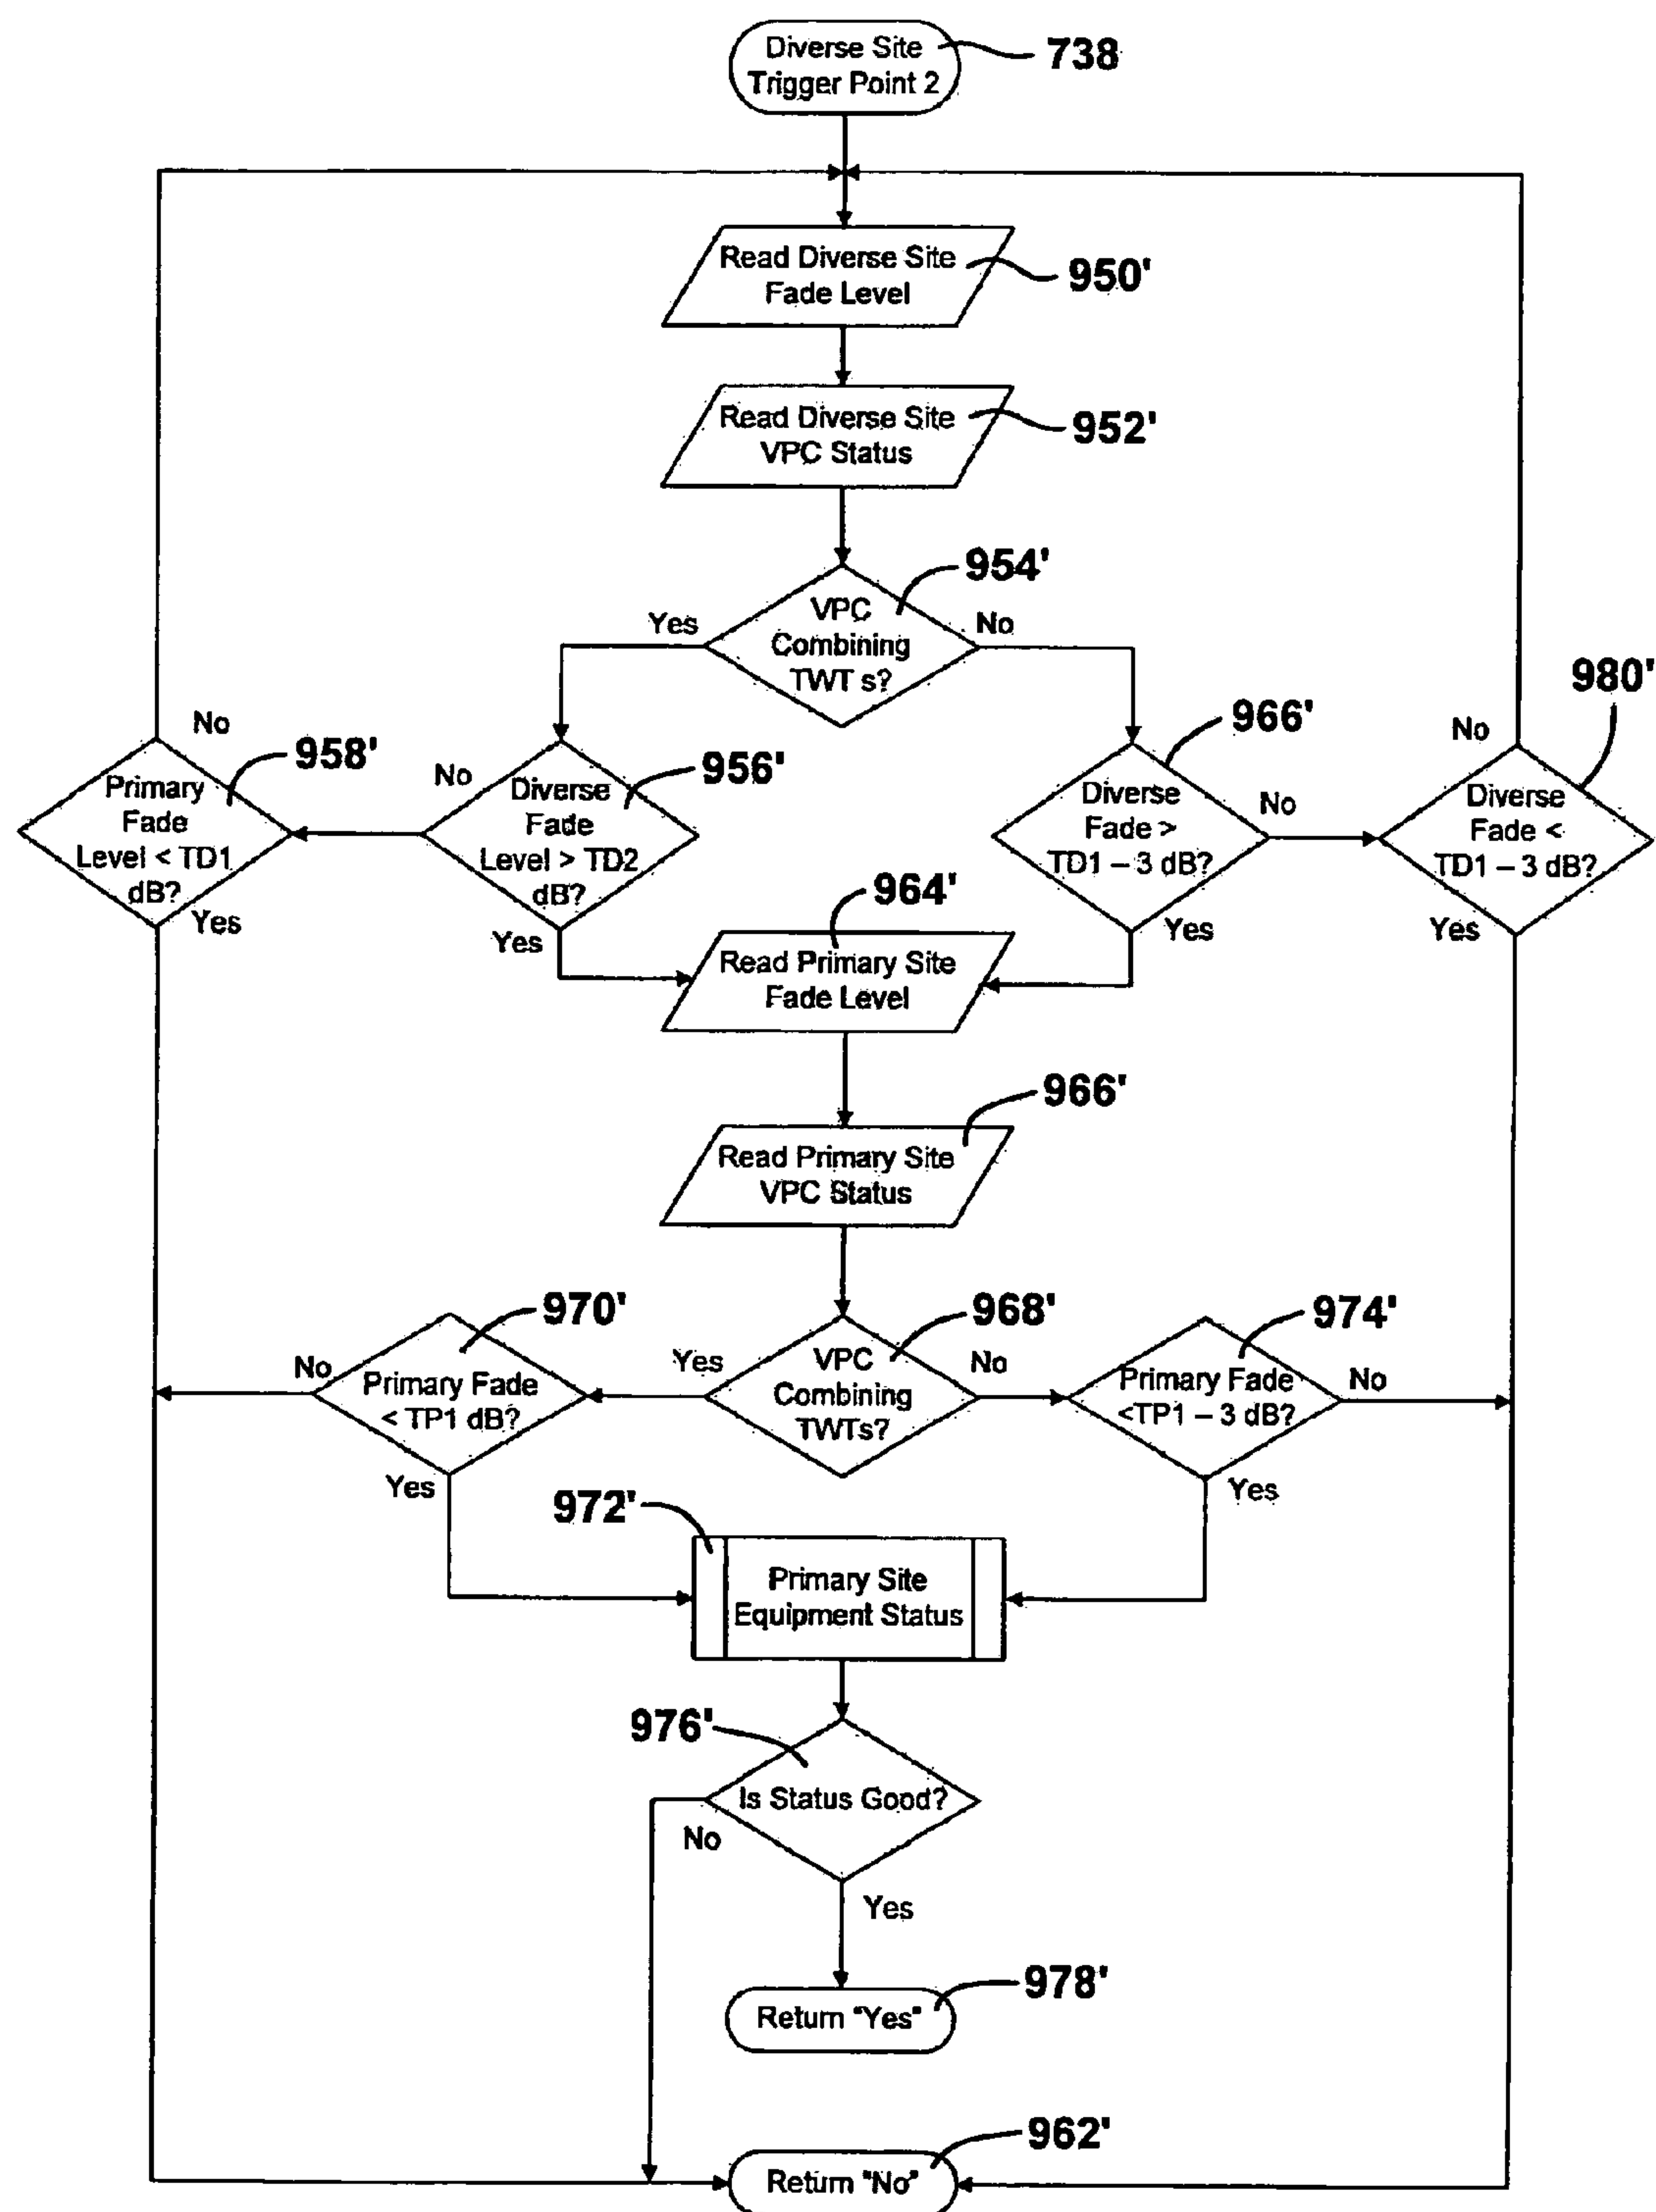 Diverse Site
Trigger Point 2
738
Read Diverse Site
Fade Level
950'
Read Diverse Site
VPC Status
952'
954'
VPC
Combining
TWT s?
Yes
No
980'
966'
958'
956'
No
Primary
Fade
Level < TD1
dB?
Yes
No
Diverse
Fade
Level > TD2
dB?
Yes
Diverse
Fade >
TD1 – 3 dB?
No
Yes
No
Diverse
Fade <
TD1 – 3 dB?
Yes
964'
Read Primary Site
Fade Level
966'
Read Primary Site
VPC Status
970'
968'
974'
No
Primary Fade
< TP1 dB?
Yes
Yes
VPC
Combining
TWTs?
No
Primary Fade
<TP1 – 3 dB?
No
Yes
972'
Primary Site
Equipment Status
976'
Is Status Good?
No
Yes
Return "Yes"
978'
962'
Return "No"